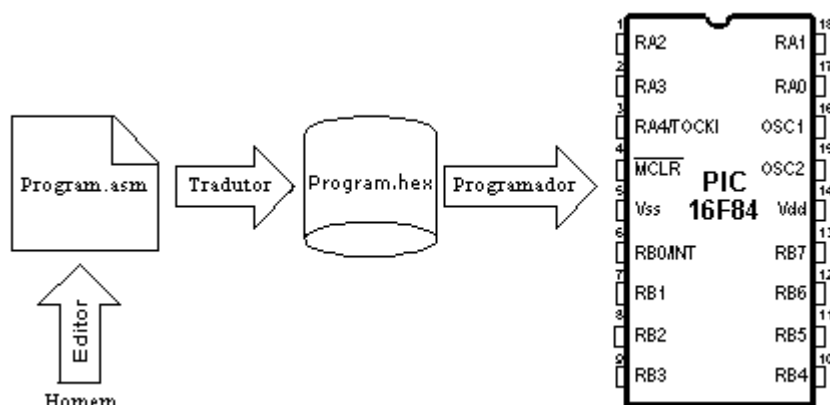 Program.asm
Tradutor
Program.hex
Programador
Editor
Homem
1
RA2
2
RA3
3
RA4/TOCKI
4
MCLR
5
Vss
6
RB0/INT
7
RB1
8
RB2
9
RB3
PIC
16F84
18
RA1
17
RA0
16
OSC1
19
OSC2
14
Vdd
13
RB7
12
RB6
11
RB5
10
RB4